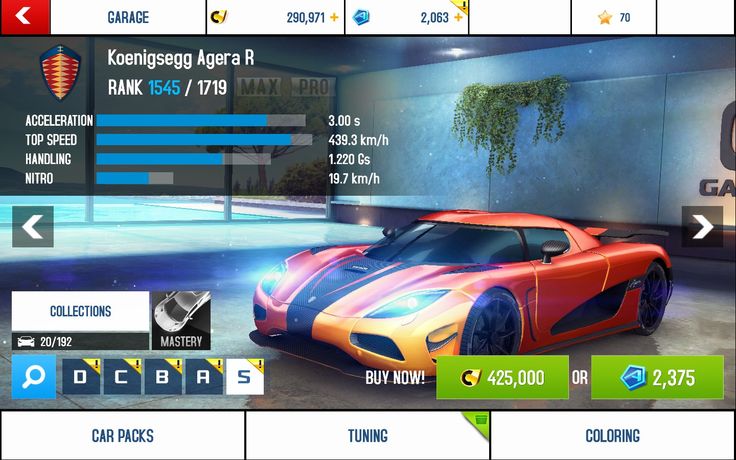 GARAGE
290,971 +
2,063 +
70
Koenigsegg Agera R
RANK 1545 / 1719
MAX PRO
ACCELERATION 3.00 s
TOP SPEED 439.3 km/h
HANDLING 1.220 Gs
NITRO 19.7 km/h
GA
COLLECTIONS
20/192
MASTERY
D C B A S
BUY NOW! 425,000 OR 2,375
CAR PACKS
TUNING
COLORING